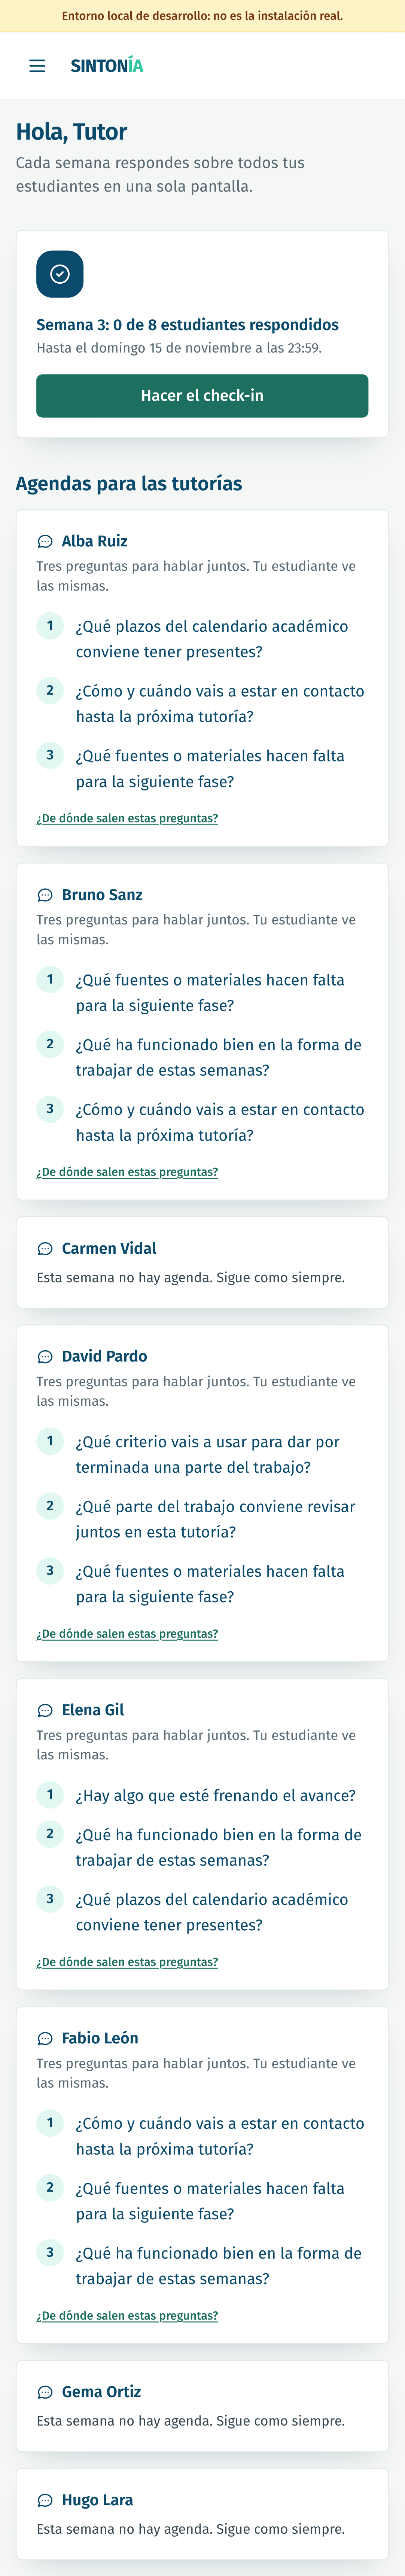 Entorno local de desarrollo: no es la instalación real.
SINTONÍA
Hola, Tutor
Cada semana respondes sobre todos tus
estudiantes en una sola pantalla.
Semana 3: 0 de 8 estudiantes respondidos
Hasta el domingo 15 de noviembre a las 23:59.
Hacer el check-in
Agendas para las tutorías
Alba Ruiz
Tres preguntas para hablar juntos. Tu estudiante ve
las mismas.
1 ¿Qué plazos del calendario académico
conviene tener presentes?
2 ¿Cómo y cuándo vais a estar en contacto
hasta la próxima tutoría?
3 ¿Qué fuentes o materiales hacen falta
para la siguiente fase?
¿De dónde salen estas preguntas?
Bruno Sanz
Tres preguntas para hablar juntos. Tu estudiante ve
las mismas.
1 ¿Qué fuentes o materiales hacen falta
para la siguiente fase?
2 ¿Qué ha funcionado bien en la forma de
trabajar de estas semanas?
3 ¿Cómo y cuándo vais a estar en contacto
hasta la próxima tutoría?
¿De dónde salen estas preguntas?
Carmen Vidal
Esta semana no hay agenda. Sigue como siempre.
David Pardo
Tres preguntas para hablar juntos. Tu estudiante ve
las mismas.
1 ¿Qué criterio vais a usar para dar por
terminada una parte del trabajo?
2 ¿Qué parte del trabajo conviene revisar
juntos en esta tutoría?
3 ¿Qué fuentes o materiales hacen falta
para la siguiente fase?
¿De dónde salen estas preguntas?
Elena Gil
Tres preguntas para hablar juntos. Tu estudiante ve
las mismas.
1 ¿Hay algo que esté frenando el avance?
2 ¿Qué ha funcionado bien en la forma de
trabajar de estas semanas?
3 ¿Qué plazos del calendario académico
conviene tener presentes?
¿De dónde salen estas preguntas?
Fabio León
Tres preguntas para hablar juntos. Tu estudiante ve
las mismas.
1 ¿Cómo y cuándo vais a estar en contacto
hasta la próxima tutoría?
2 ¿Qué fuentes o materiales hacen falta
para la siguiente fase?
3 ¿Qué ha funcionado bien en la forma de
trabajar de estas semanas?
¿De dónde salen estas preguntas?
Gema Ortiz
Esta semana no hay agenda. Sigue como siempre.
Hugo Lara
Esta semana no hay agenda. Sigue como siempre.